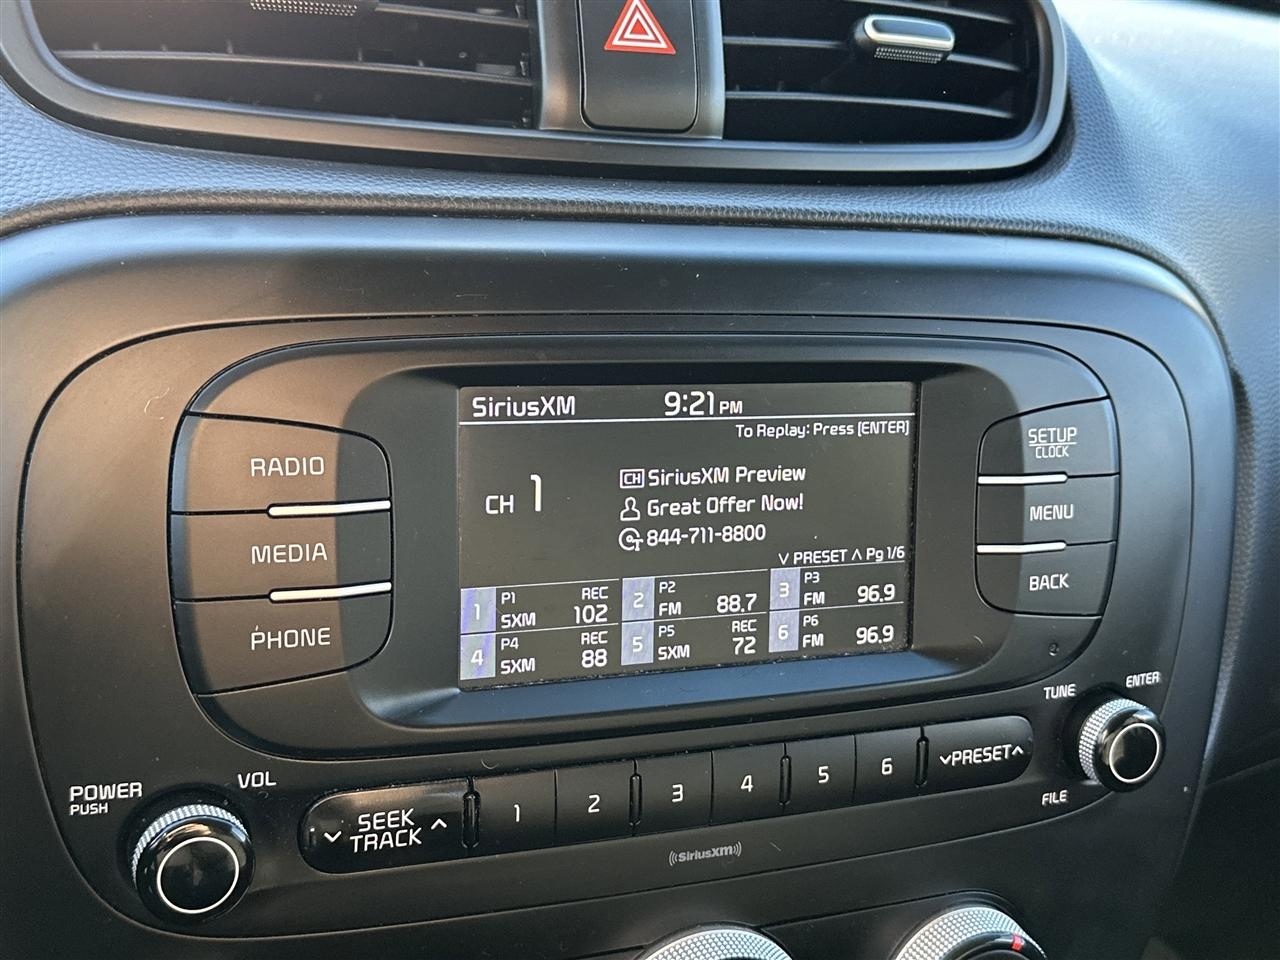 SiriusXM 9:21 PM
To Replay: Press [ENTER]
CH 1
CH SiriusXM Preview
Great Offer Now!
844-711-8800
∨ PRESET ∧ Pg 1/6
1 P1 REC SXM 102
2 P2 FM 88.7
3 P3 FM 96.9
4 P4 REC SXM 88
5 P5 REC SXM 72
6 P6 FM 96.9
RADIO
MEDIA
PHONE
SETUP
CLOCK
MENU
BACK
TUNE
ENTER
FILE
POWER
PUSH
VOL
∨ SEEK ∧
TRACK
1 2 3 4 5 6
∨PRESET∧
((SiriusXM))